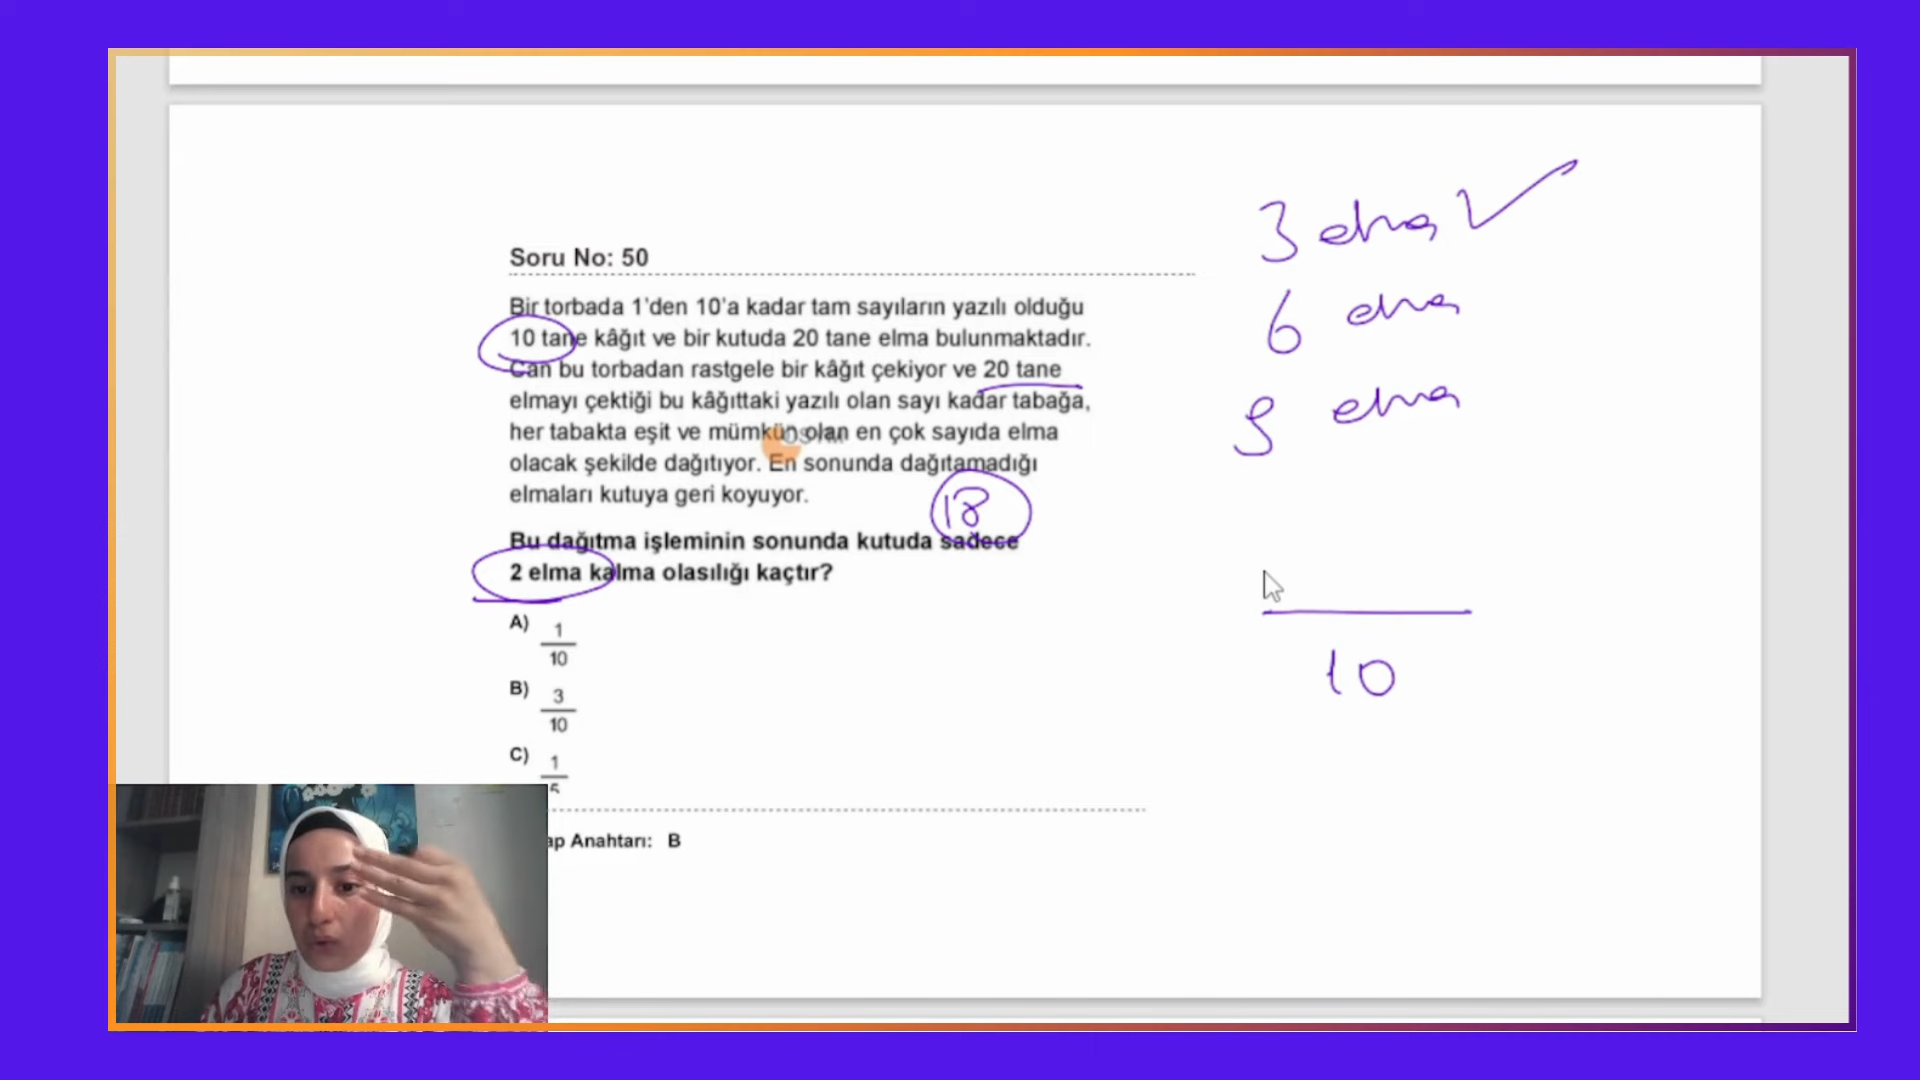 Soru No: 50
Bir torbada 1'den 10'a kadar tam sayıların yazılı olduğu
10 tane kâğıt ve bir kutuda 20 tane elma bulunmaktadır.
Can bu torbadan rastgele bir kâğıt çekiyor ve 20 tane
elmayı çektiği bu kâğıttaki yazılı olan sayı kadar tabağa,
her tabakta eşit ve mümkün olan en çok sayıda elma
olacak şekilde dağıtıyor. En sonunda dağıtamadığı
elmaları kutuya geri koyuyor.
18
Bu dağıtma işleminin sonunda kutuda sadece
2 elma kalma olasılığı kaçtır?
A) 1
10
B) 3
10
C) 1
5
ap Anahtarı: B
3 elma
6 elma
9 elma
10